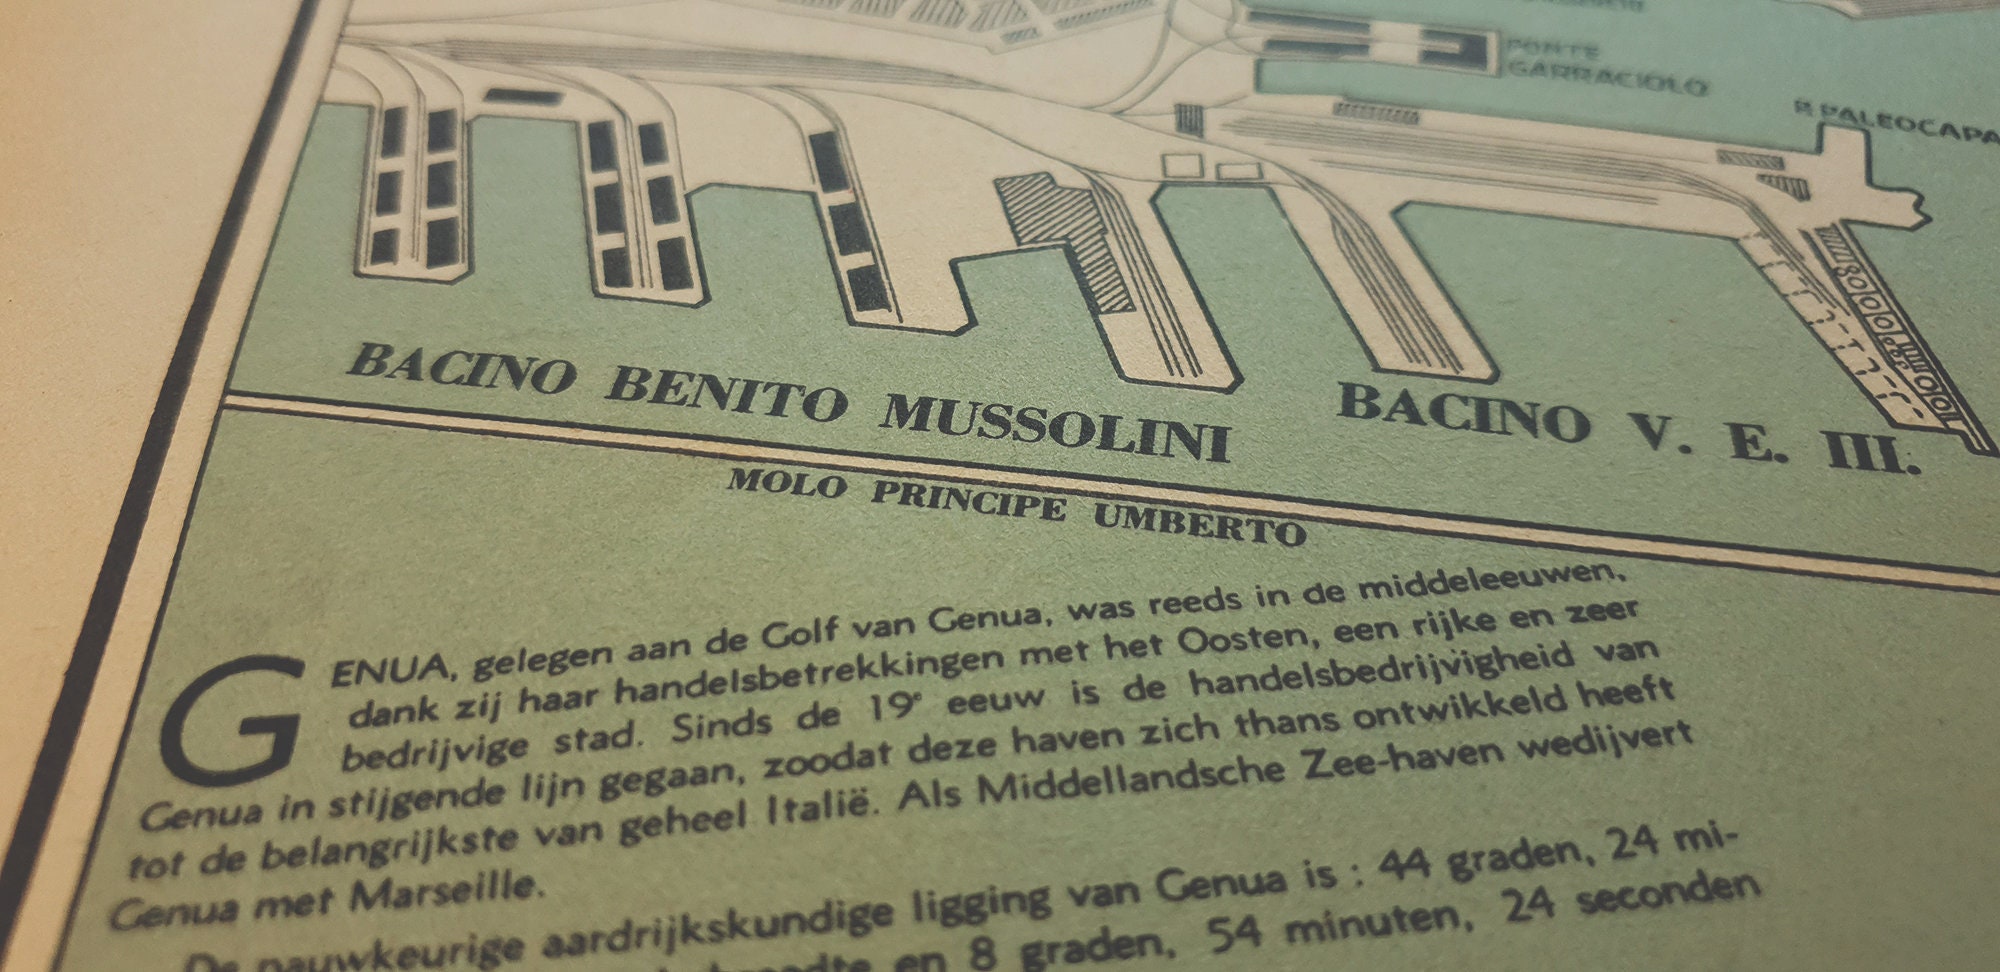 PONTE
GARRACIOLO
P. PALEOCAPA
BACINO BENITO MUSSOLINI
BACINO V. E. III.
MOLO PRINCIPE UMBERTO
GENUA, gelegen aan de Golf van Genua, was reeds in de middeleeuwen,
dank zij haar handelsbetrekkingen met het Oosten, een rijke en zeer
bedrijvige stad. Sinds de 19e eeuw is de handelsbedrijvigheid van
Genua in stijgende lijn gegaan, zoodat deze haven zich thans ontwikkeld heeft
tot de belangrijkste van geheel Italië. Als Middellandsche Zee-haven wedijvert
Genua met Marseille.
De nauwkeurige aardrijkskundige ligging van Genua is : 44 graden, 24 mi-
en 8 graden, 54 minuten, 24 seconden